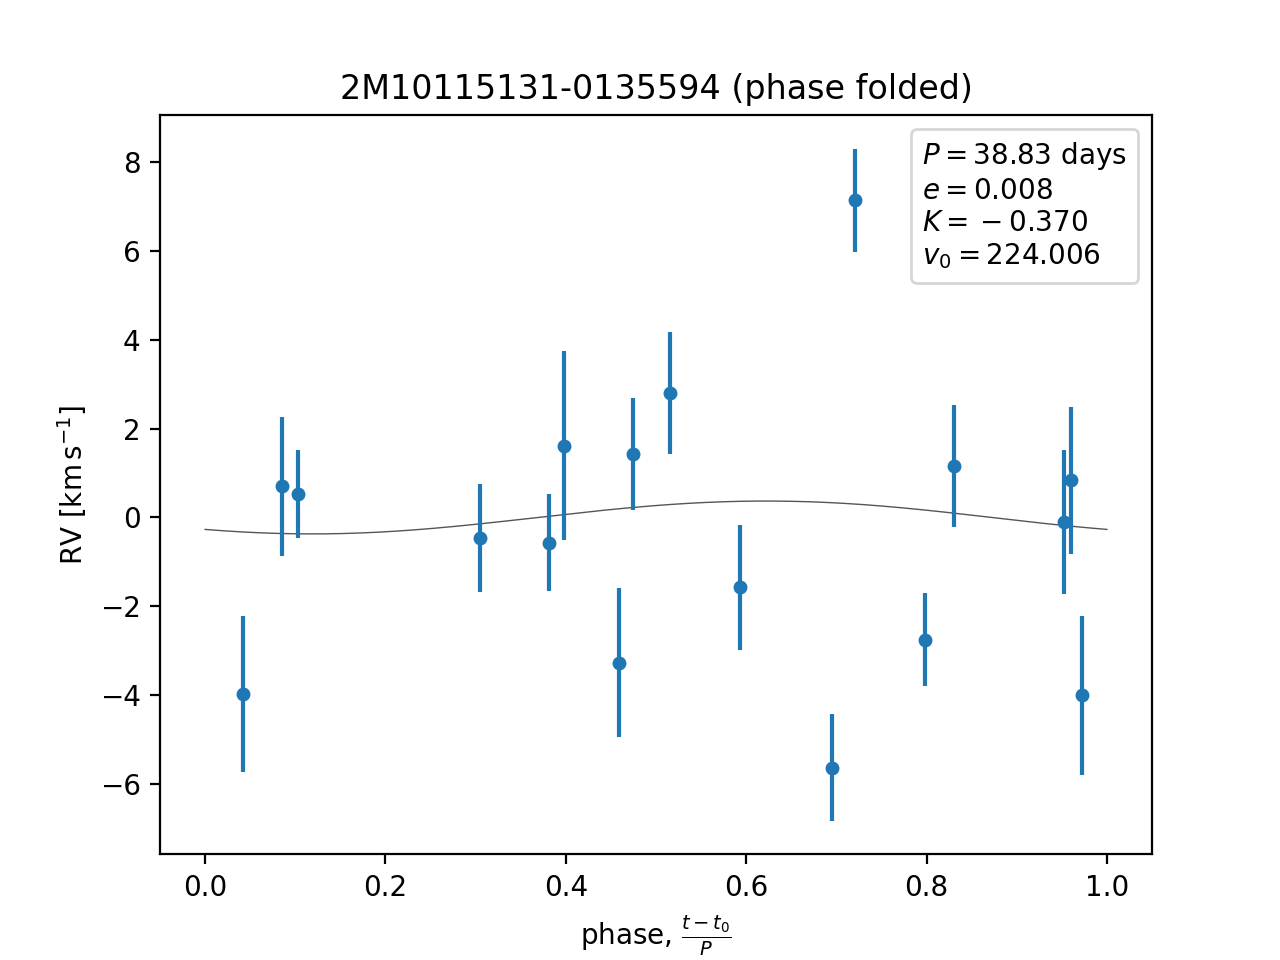 2M10115131-0135594 (phase folded)
P = 38.83 days
e = 0.008
K = −0.370
v₀ = 224.006
RV [km s⁻¹]
8
6
4
2
0
−2
−4
−6
0.0 0.2 0.4 0.6 0.8 1.0
phase, (t − t₀)/P